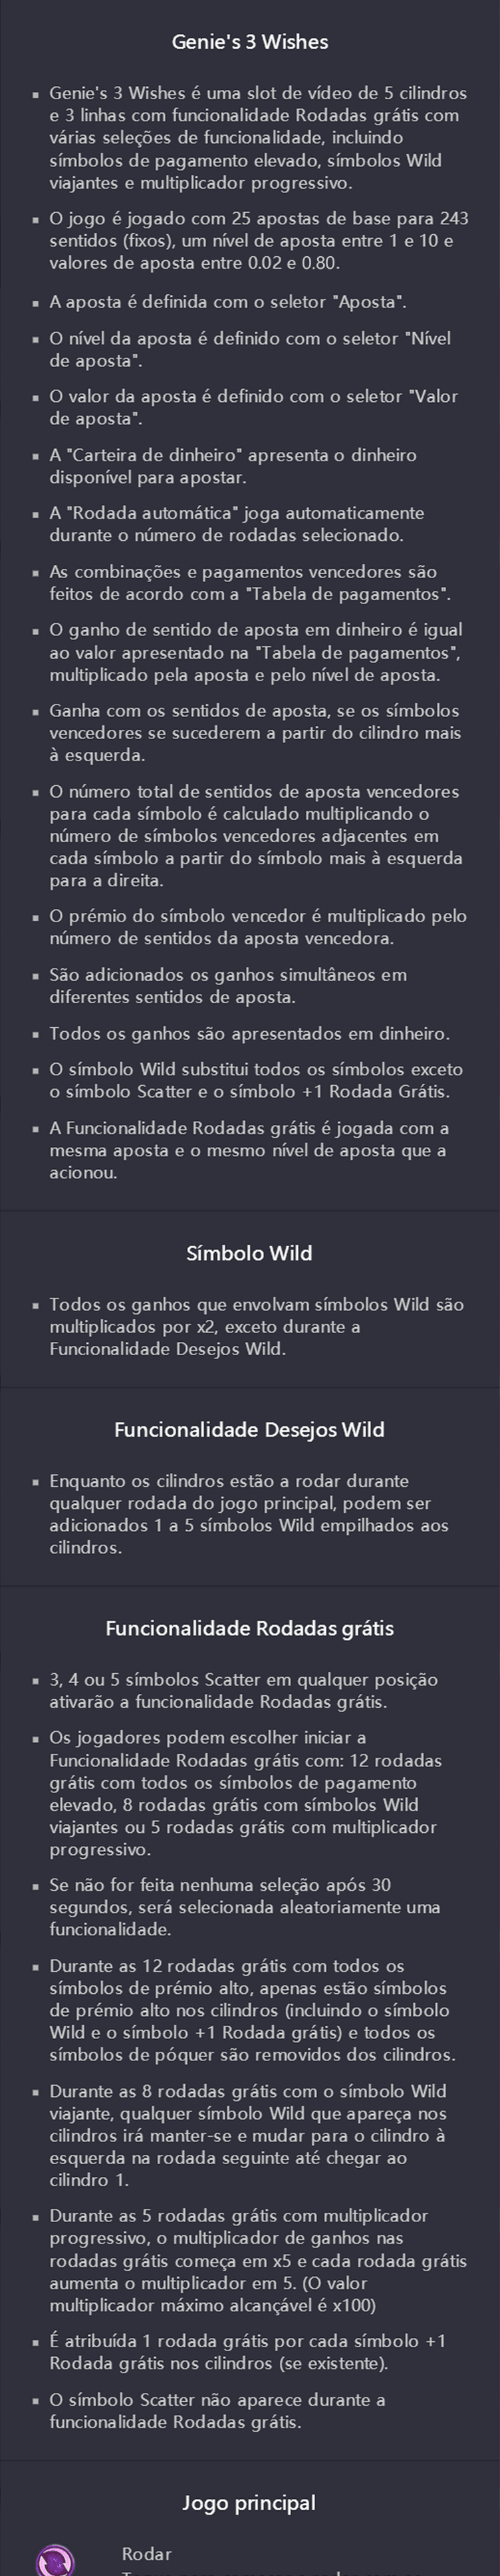 Genie's 3 Wishes
▪ Genie's 3 Wishes é uma slot de vídeo de 5 cilindros
e 3 linhas com funcionalidade Rodadas grátis com
várias seleções de funcionalidade, incluindo
símbolos de pagamento elevado, símbolos Wild
viajantes e multiplicador progressivo.
▪ O jogo é jogado com 25 apostas de base para 243
sentidos (fixos), um nível de aposta entre 1 e 10 e
valores de aposta entre 0.02 e 0.80.
▪ A aposta é definida com o seletor "Aposta".
▪ O nível da aposta é definido com o seletor "Nível
de aposta".
▪ O valor da aposta é definido com o seletor "Valor
de aposta".
▪ A "Carteira de dinheiro" apresenta o dinheiro
disponível para apostar.
▪ A "Rodada automática" joga automaticamente
durante o número de rodadas selecionado.
▪ As combinações e pagamentos vencedores são
feitos de acordo com a "Tabela de pagamentos".
▪ O ganho de sentido de aposta em dinheiro é igual
ao valor apresentado na "Tabela de pagamentos",
multiplicado pela aposta e pelo nível de aposta.
▪ Ganha com os sentidos de aposta, se os símbolos
vencedores se sucederem a partir do cilindro mais
à esquerda.
▪ O número total de sentidos de aposta vencedores
para cada símbolo é calculado multiplicando o
número de símbolos vencedores adjacentes em
cada símbolo a partir do símbolo mais à esquerda
para a direita.
▪ O prémio do símbolo vencedor é multiplicado pelo
número de sentidos da aposta vencedora.
▪ São adicionados os ganhos simultâneos em
diferentes sentidos de aposta.
▪ Todos os ganhos são apresentados em dinheiro.
▪ O símbolo Wild substitui todos os símbolos exceto
o símbolo Scatter e o símbolo +1 Rodada Grátis.
▪ A Funcionalidade Rodadas grátis é jogada com a
mesma aposta e o mesmo nível de aposta que a
acionou.
Símbolo Wild
▪ Todos os ganhos que envolvam símbolos Wild são
multiplicados por x2, exceto durante a
Funcionalidade Desejos Wild.
Funcionalidade Desejos Wild
▪ Enquanto os cilindros estão a rodar durante
qualquer rodada do jogo principal, podem ser
adicionados 1 a 5 símbolos Wild empilhados aos
cilindros.
Funcionalidade Rodadas grátis
▪ 3, 4 ou 5 símbolos Scatter em qualquer posição
ativarão a funcionalidade Rodadas grátis.
▪ Os jogadores podem escolher iniciar a
Funcionalidade Rodadas grátis com: 12 rodadas
grátis com todos os símbolos de pagamento
elevado, 8 rodadas grátis com símbolos Wild
viajantes ou 5 rodadas grátis com multiplicador
progressivo.
▪ Se não for feita nenhuma seleção após 30
segundos, será selecionada aleatoriamente uma
funcionalidade.
▪ Durante as 12 rodadas grátis com todos os
símbolos de prémio alto, apenas estão símbolos
de prémio alto nos cilindros (incluindo o símbolo
Wild e o símbolo +1 Rodada grátis) e todos os
símbolos de póquer são removidos dos cilindros.
▪ Durante as 8 rodadas grátis com o símbolo Wild
viajante, qualquer símbolo Wild que apareça nos
cilindros irá manter-se e mudar para o cilindro à
esquerda na rodada seguinte até chegar ao
cilindro 1.
▪ Durante as 5 rodadas grátis com multiplicador
progressivo, o multiplicador de ganhos nas
rodadas grátis começa em x5 e cada rodada grátis
aumenta o multiplicador em 5. (O valor
multiplicador máximo alcançável é x100)
▪ É atribuída 1 rodada grátis por cada símbolo +1
Rodada grátis nos cilindros (se existente).
▪ O símbolo Scatter não aparece durante a
funcionalidade Rodadas grátis.
Jogo principal
Rodar